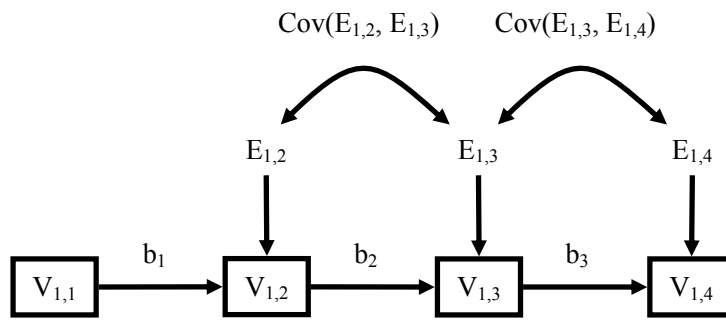 Cov(E1,2, E1,3) Cov(E1,3, E1,4)
E1,2 E1,3 E1,4
b1 b2 b3
V1,1 V1,2 V1,3 V1,4